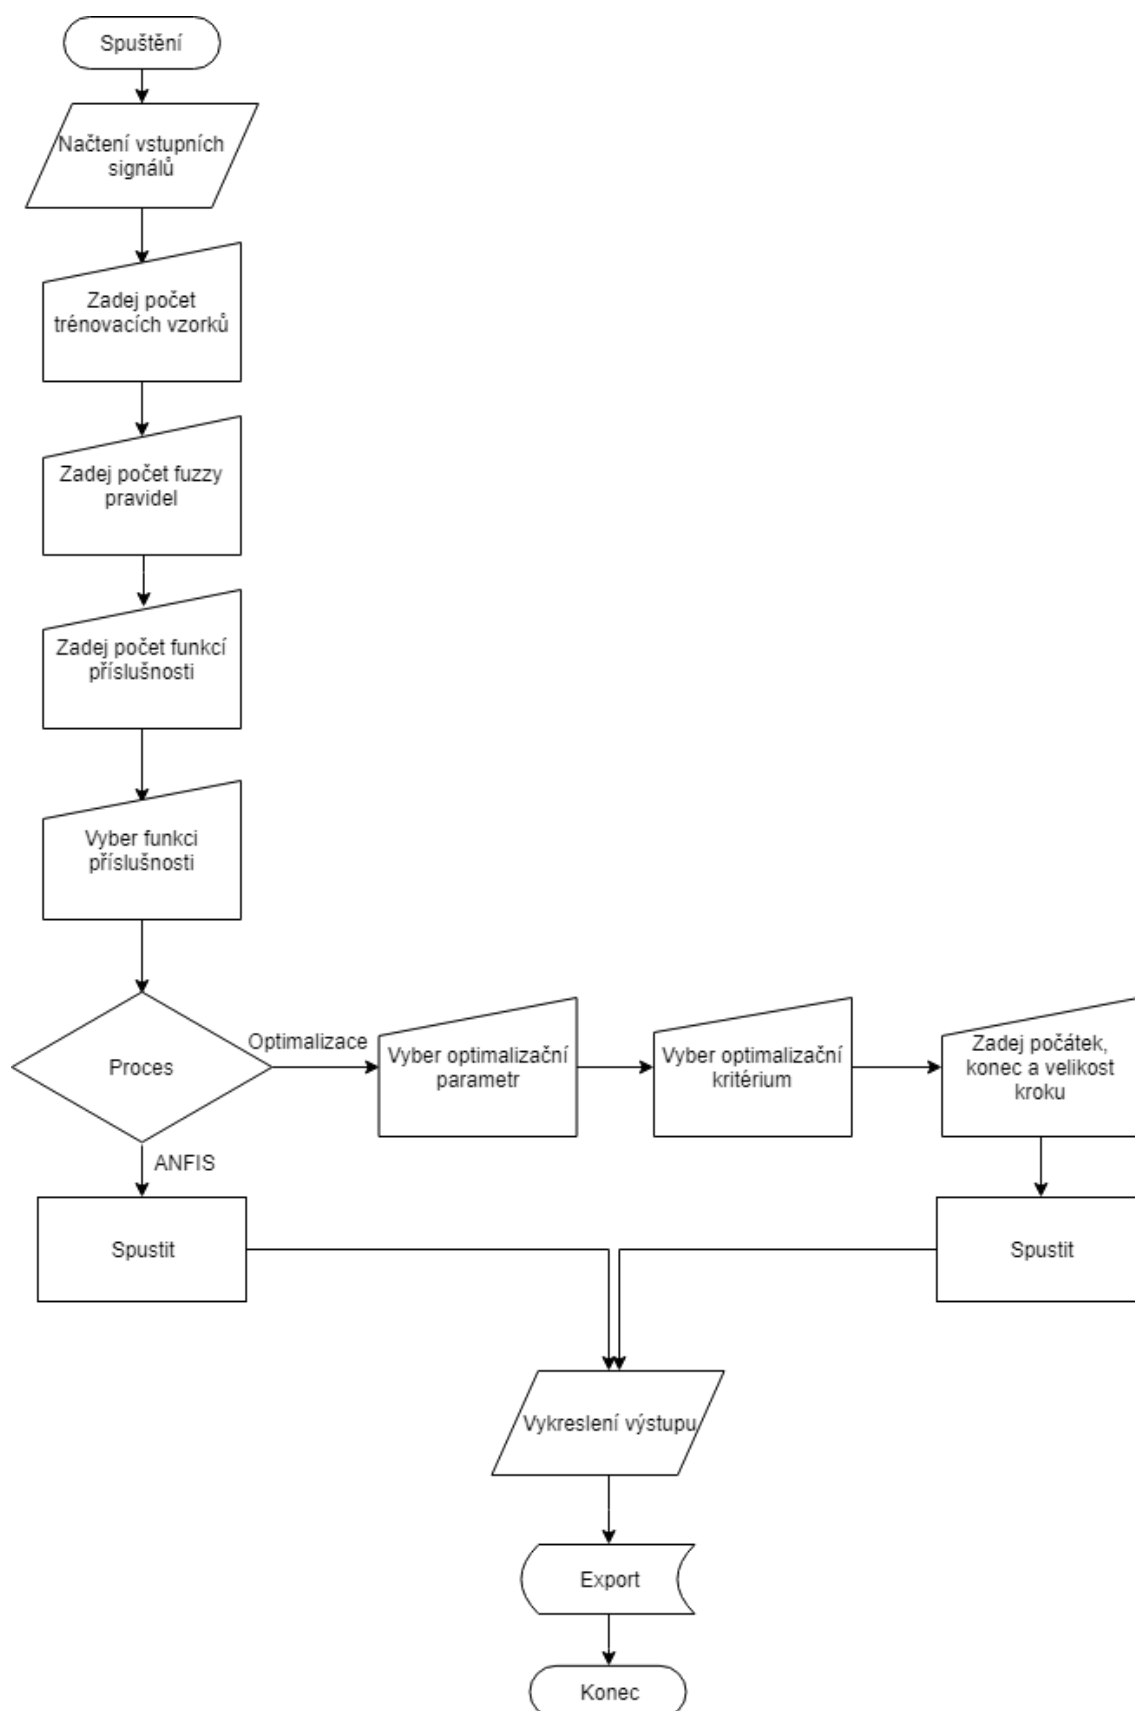 Spuštění
Načtení vstupních
signálů
Zadej počet
trénovacích vzorků
Zadej počet fuzzy
pravidel
Zadej počet funkcí
příslušnosti
Vyber funkci
příslušnosti
Proces
Optimalizace
Vyber optimalizační
parametr
Vyber optimalizační
kritérium
Zadej počátek,
konec a velikost
kroku
ANFIS
Spustit
Spustit
Vykreslení výstupu
Export
Konec